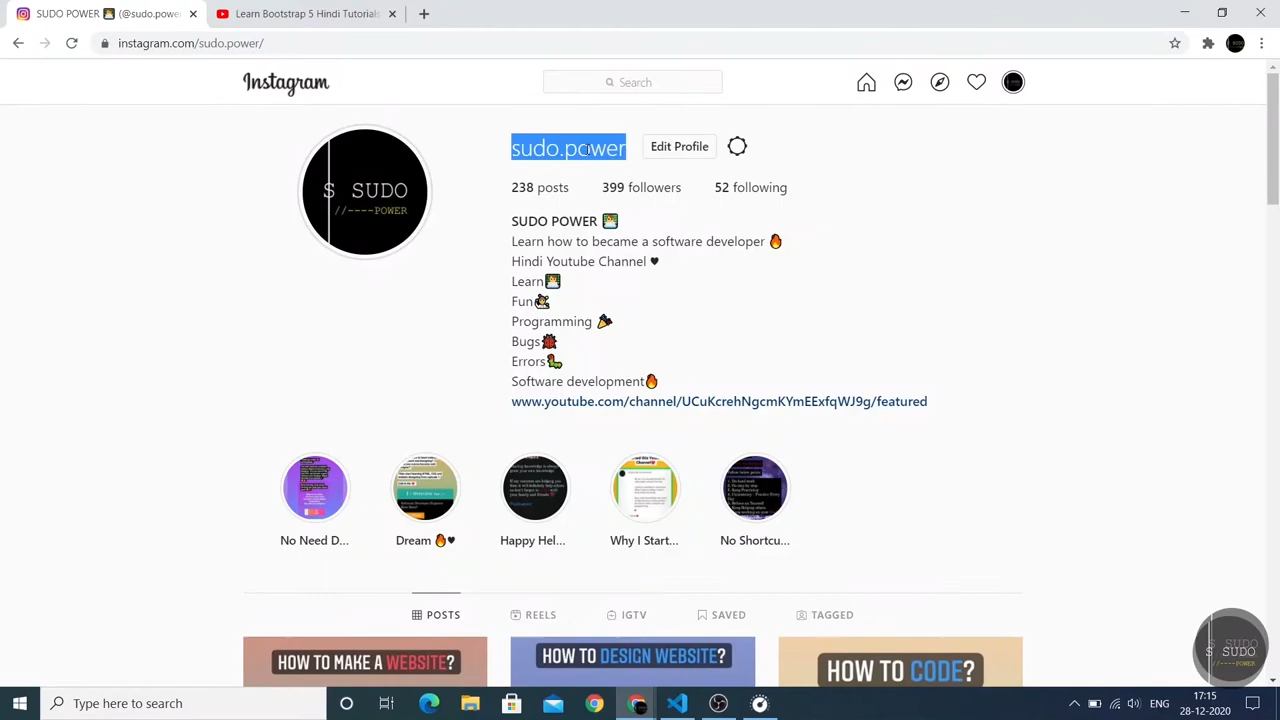 SUDO POWER (@sudo.power
Learn Bootstrap 5 Hindi Tutorials
instagram.com/sudo.power/
Instagram
Search
sudo.power
Edit Profile
238 posts
399 followers
52 following
S SUDO
//----POWER
SUDO POWER
Learn how to became a software developer
Hindi Youtube Channel ♥
Learn
Fun
Programming
Bugs
Errors
Software development
www.youtube.com/channel/UCuKcrehNgcmKYmEExfqWJ9g/featured
No Need D...
Dream
Happy Hel...
Why I Start...
No Shortcu...
POSTS
REELS
IGTV
SAVED
TAGGED
HOW TO MAKE A WEBSITE?
HOW TO DESIGN WEBSITE?
HOW TO CODE?
S SUDO
//----POWER
Type here to search
ENG
17:15
28-12-2020